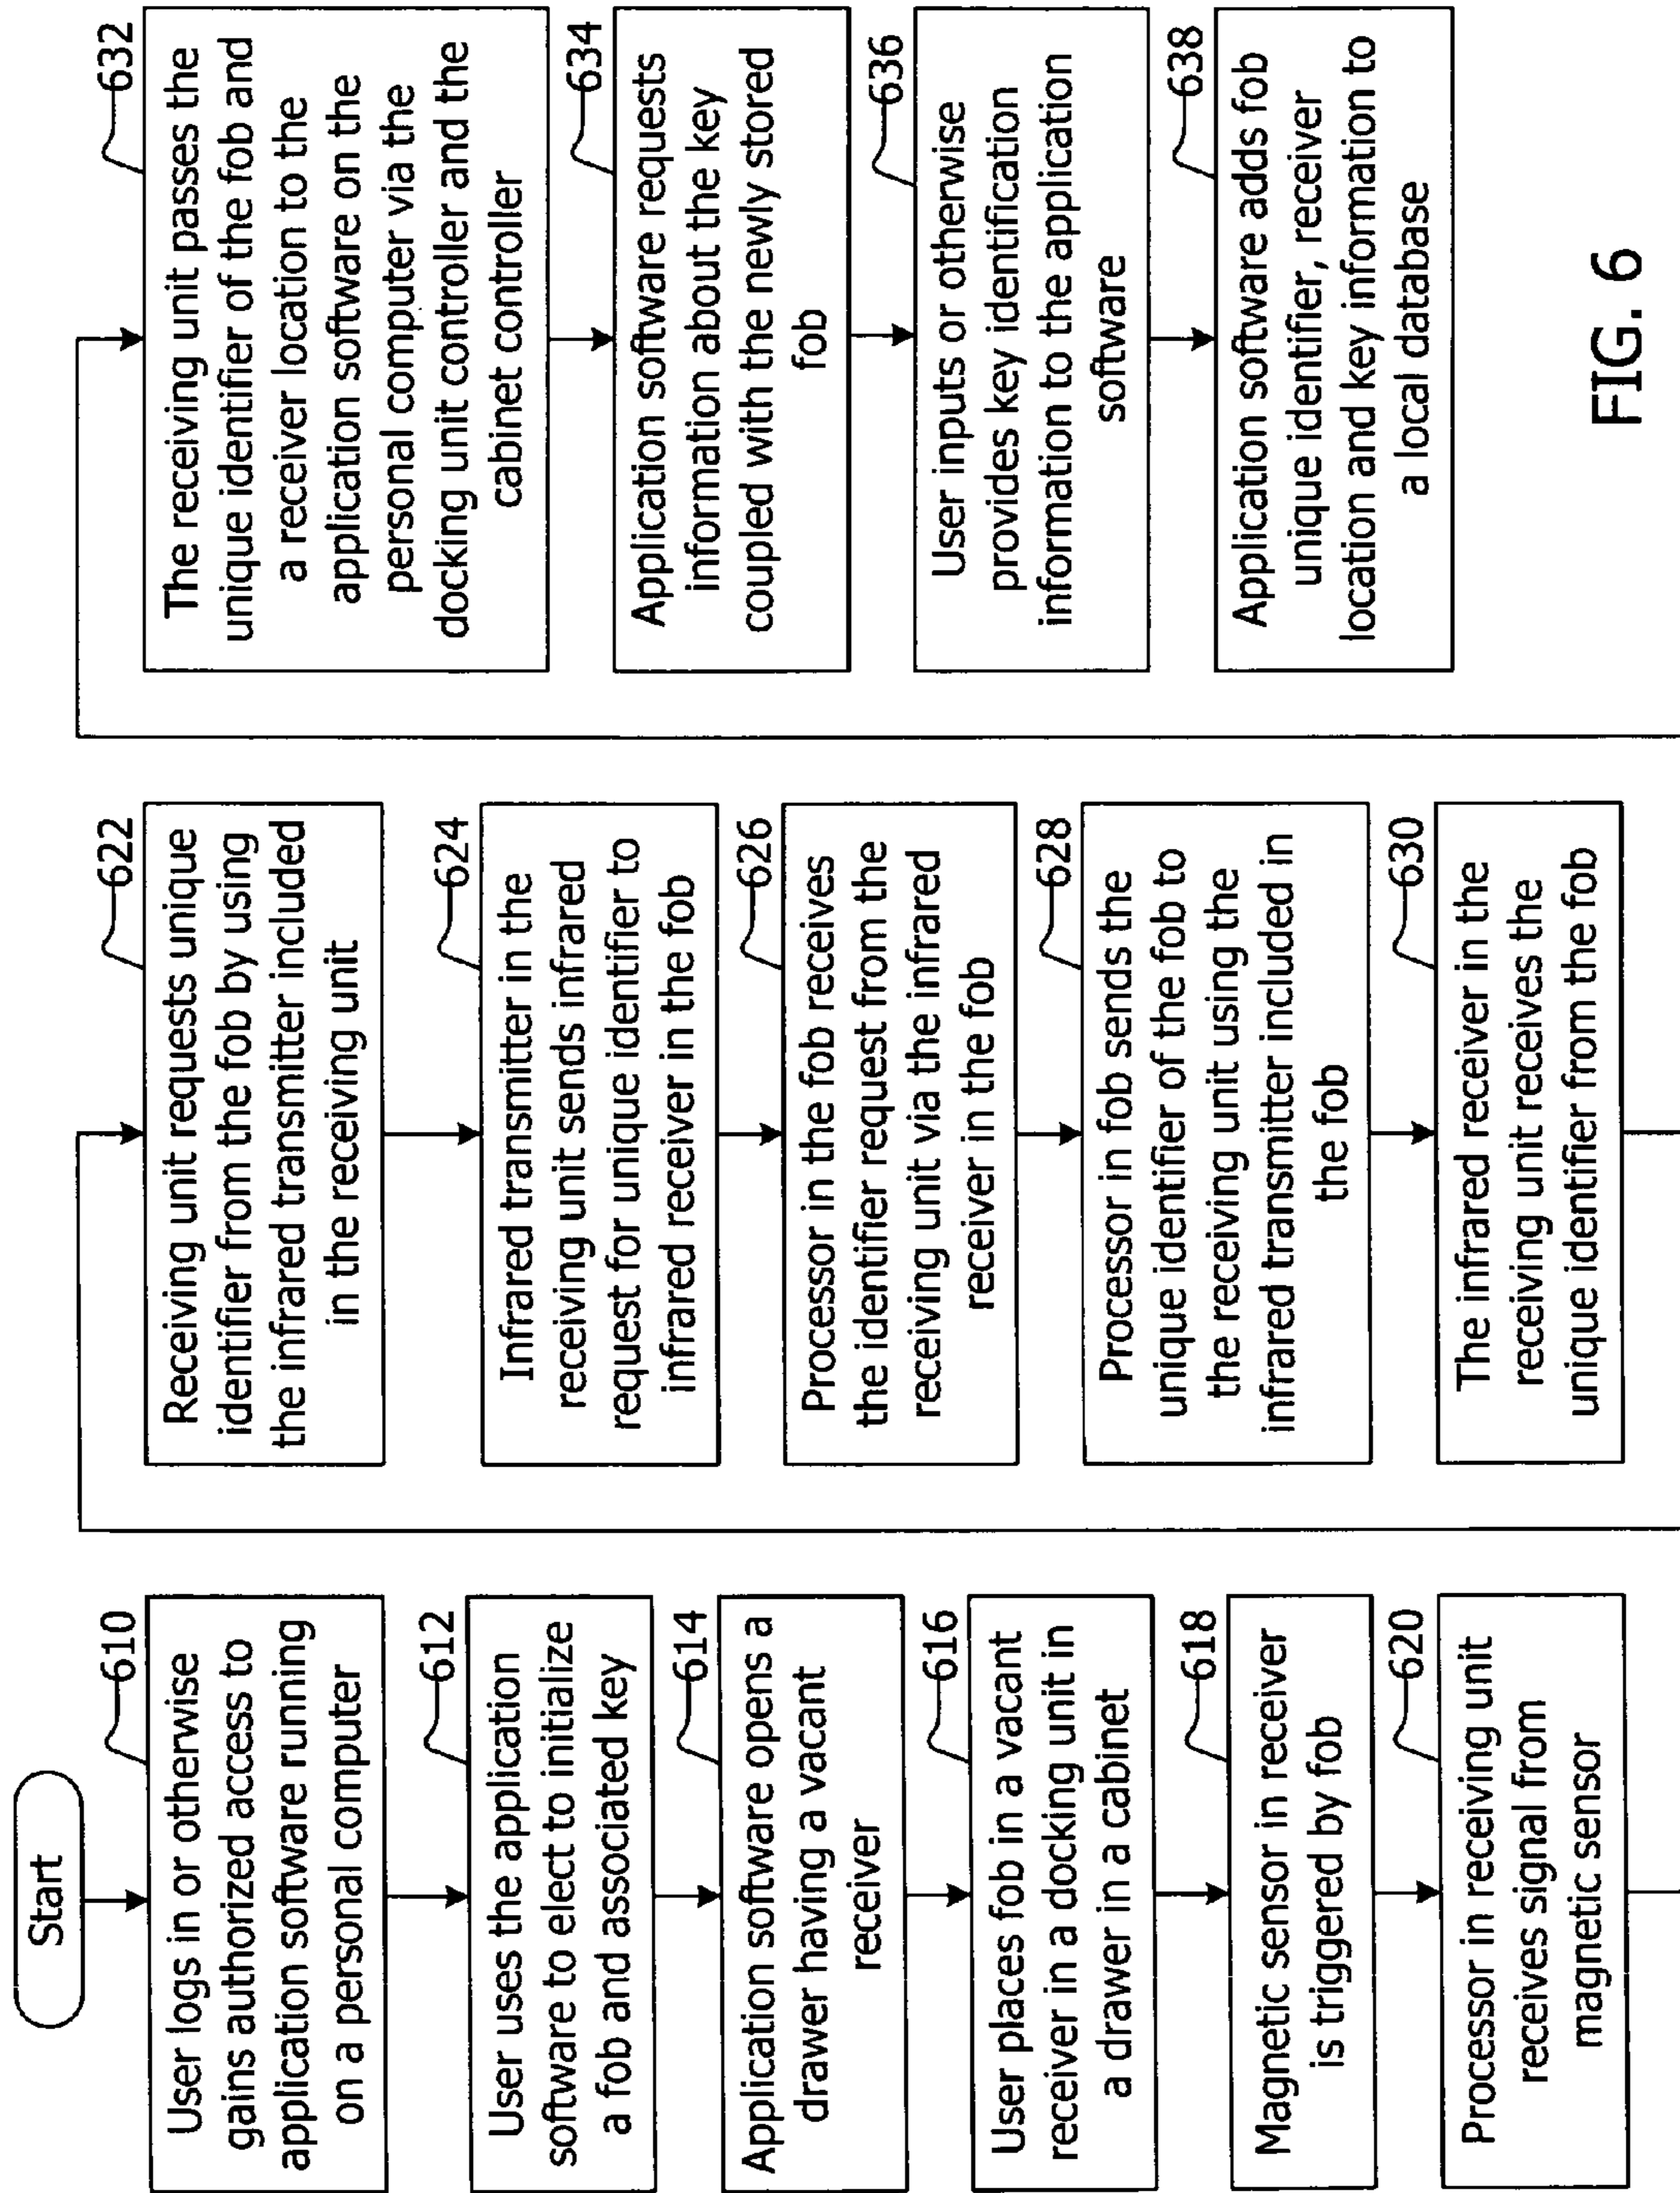 Start
610
User logs in or otherwise
gains authorized access to
application software running
on a personal computer
612
User uses the application
software to elect to initialize
a fob and associated key
614
Application software opens a
drawer having a vacant
receiver
616
User places fob in a vacant
receiver in a docking unit in
a drawer in a cabinet
618
Magnetic sensor in receiver
is triggered by fob
620
Processor in receiving unit
receives signal from
magnetic sensor
622
Receiving unit requests unique
identifier from the fob by using
the infrared transmitter included
in the receiving unit
624
Infrared transmitter in the
receiving unit sends infrared
request for unique identifier to
infrared receiver in the fob
626
Processor in the fob receives
the identifier request from the
receiving unit via the infrared
receiver in the fob
628
Processor in fob sends the
unique identifier of the fob to
the receiving unit using the
infrared transmitter included in
the fob
630
The infrared receiver in the
receiving unit receives the
unique identifier from the fob
632
The receiving unit passes the
unique identifier of the fob and
a receiver location to the
application software on the
personal computer via the
docking unit controller and the
cabinet controller
634
Application software requests
information about the key
coupled with the newly stored
fob
636
User inputs or otherwise
provides key identification
information to the application
software
638
Application software adds fob
unique identifier, receiver
location and key information to
a local database
FIG. 6